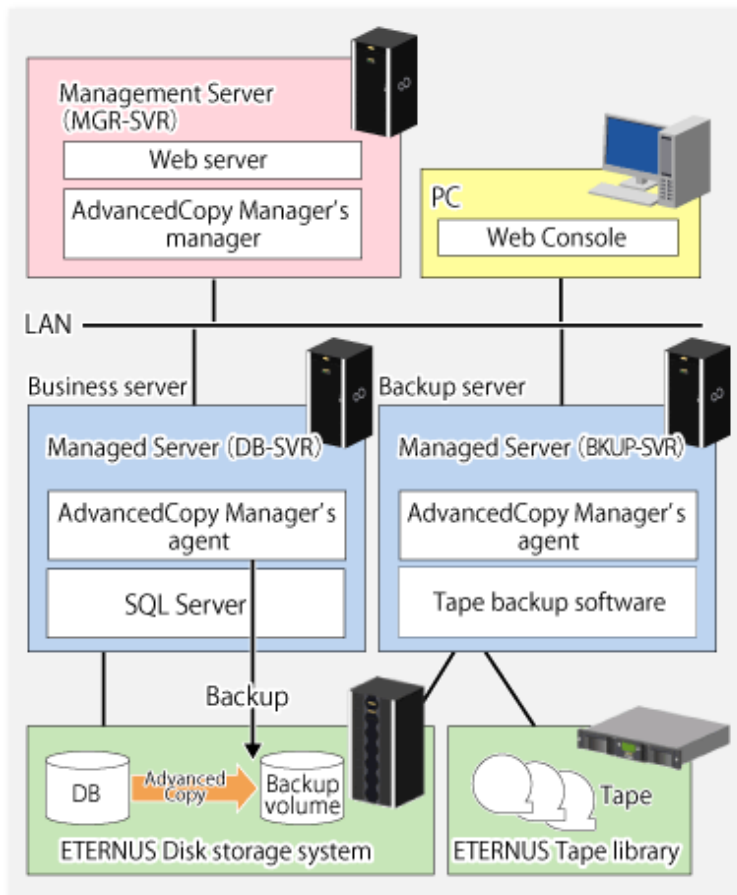 Management Server
(MGR-SVR)
Web server
AdvancedCopy Manager's
manager
PC
Web Console
LAN
Business server
Managed Server (DB-SVR)
AdvancedCopy Manager's
agent
SQL Server
Backup server
Managed Server (BKUP-SVR)
AdvancedCopy Manager's
agent
Tape backup software
Backup
DB
Advanced
Copy
Backup
volume
ETERNUS Disk storage system
Tape
ETERNUS Tape library